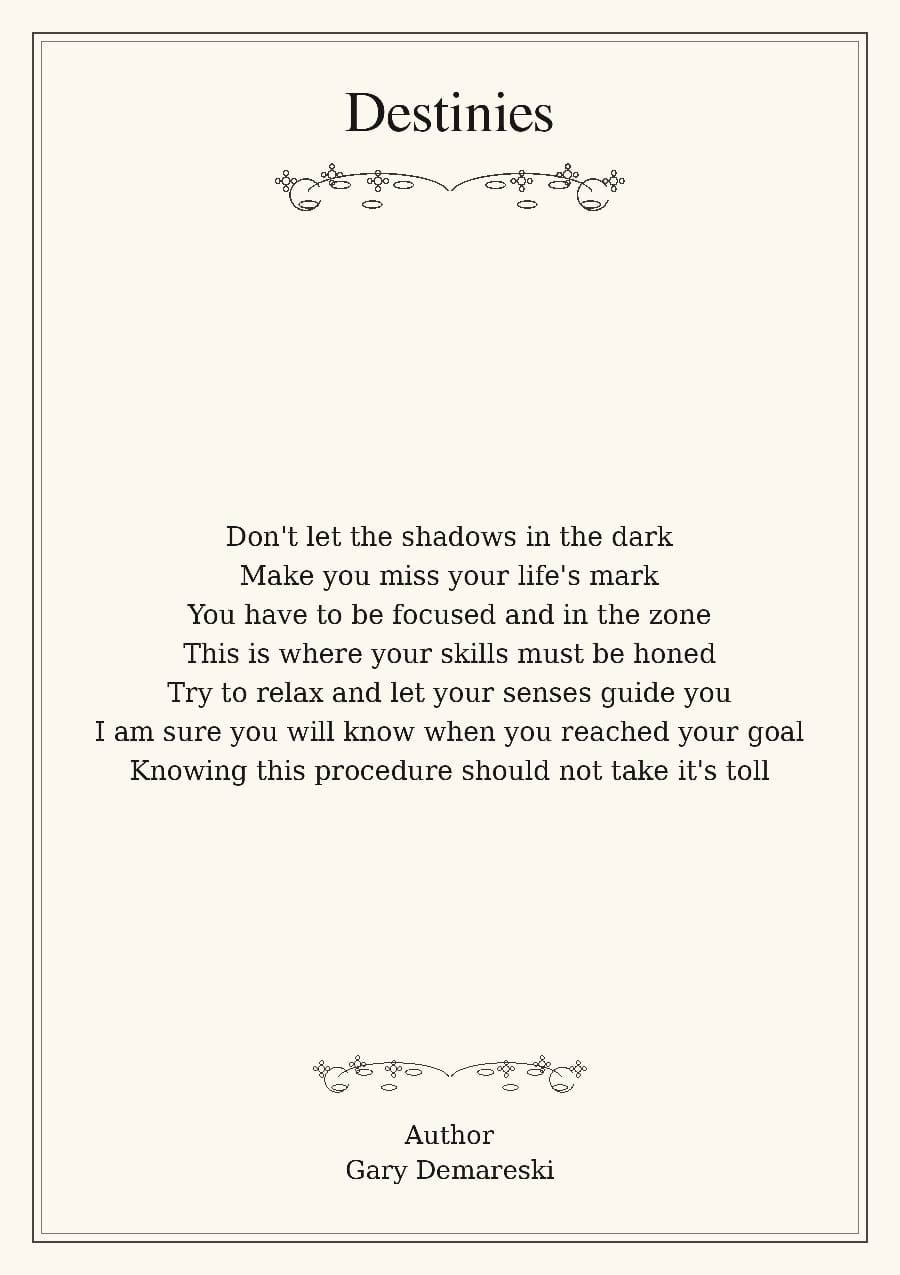 Destinies
Don't let the shadows in the dark
Make you miss your life's mark
You have to be focused and in the zone
This is where your skills must be honed
Try to relax and let your senses guide you
I am sure you will know when you reached your goal
Knowing this procedure should not take it's toll
Author
Gary Demareski